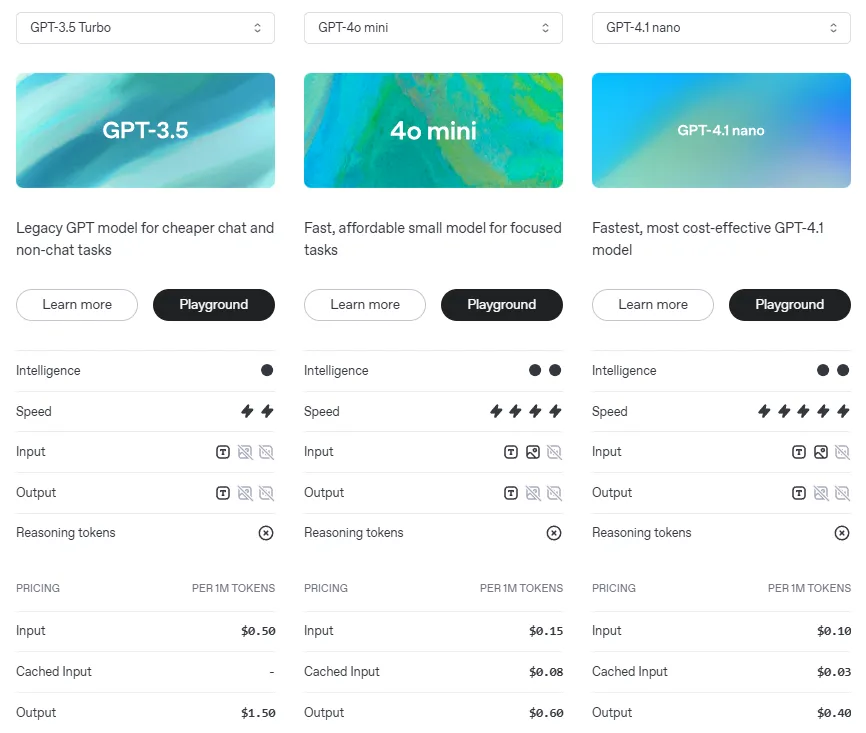 GPT-3.5 Turbo
GPT-4o mini
GPT-4.1 nano
GPT-3.5
4o mini
GPT-4.1 nano
Legacy GPT model for cheaper chat and
non-chat tasks
Fast, affordable small model for focused
tasks
Fastest, most cost-effective GPT-4.1
model
Learn more Playground
Learn more Playground
Learn more Playground
Intelligence
Intelligence
Intelligence
Speed
Speed
Speed
Input T
Input T
Input T
Output T
Output T
Output T
Reasoning tokens
Reasoning tokens
Reasoning tokens
PRICING PER 1M TOKENS
PRICING PER 1M TOKENS
PRICING PER 1M TOKENS
Input $0.50
Input $0.15
Input $0.10
Cached Input -
Cached Input $0.08
Cached Input $0.03
Output $1.50
Output $0.60
Output $0.40